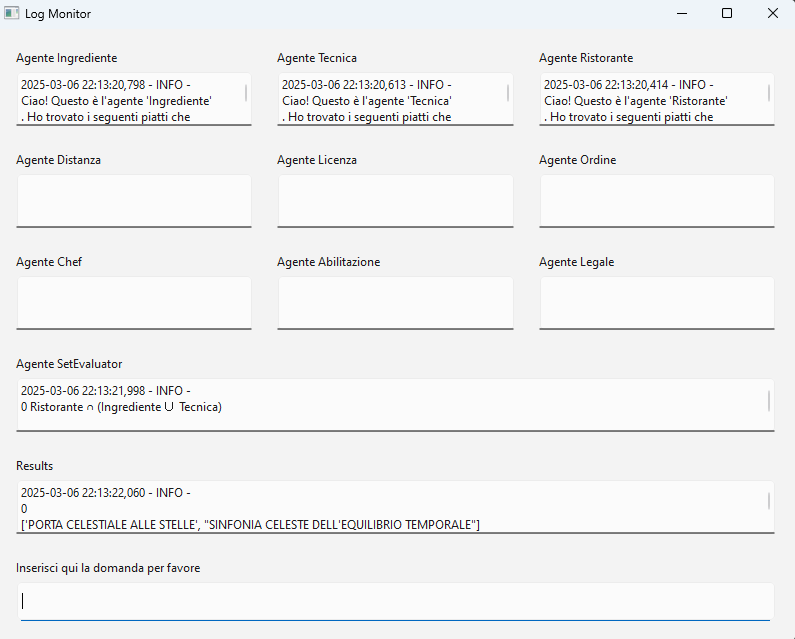 Log Monitor
Agente Ingrediente
2025-03-06 22:13:20,798 - INFO -
Ciao! Questo è l'agente 'Ingrediente'
. Ho trovato i seguenti piatti che
Agente Tecnica
2025-03-06 22:13:20,613 - INFO -
Ciao! Questo è l'agente 'Tecnica'
. Ho trovato i seguenti piatti che
Agente Ristorante
2025-03-06 22:13:20,414 - INFO -
Ciao! Questo è l'agente 'Ristorante'
. Ho trovato i seguenti piatti che
Agente Distanza
Agente Licenza
Agente Ordine
Agente Chef
Agente Abilitazione
Agente Legale
Agente SetEvaluator
2025-03-06 22:13:21,998 - INFO -
0 Ristorante ∩ (Ingrediente ∪ Tecnica)
Results
2025-03-06 22:13:22,060 - INFO -
0
['PORTA CELESTIALE ALLE STELLE', "SINFONIA CELESTE DELL'EQUILIBRIO TEMPORALE"]
Inserisci qui la domanda per favore